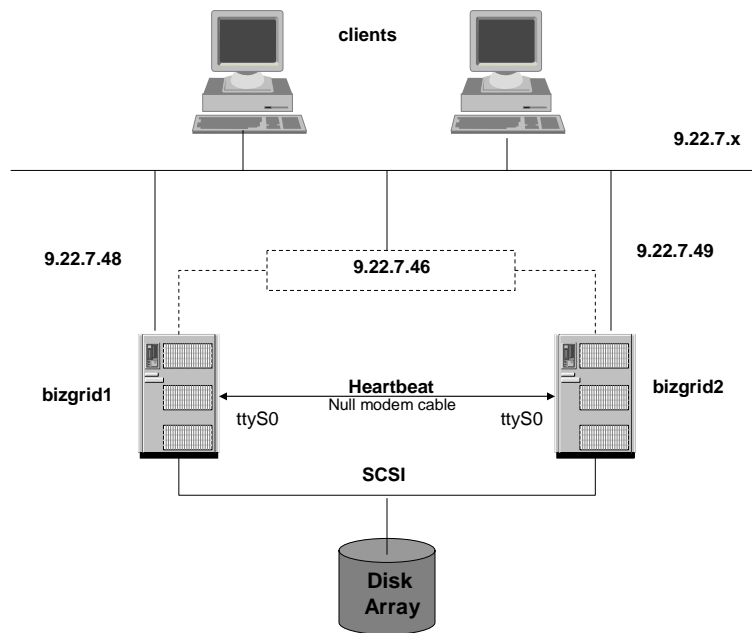 clients
9.22.7.x
9.22.7.48
9.22.7.46
9.22.7.49
bizgrid1
Heartbeat
Null modem cable
bizgrid2
ttyS0
ttyS0
SCSI
Disk
Array